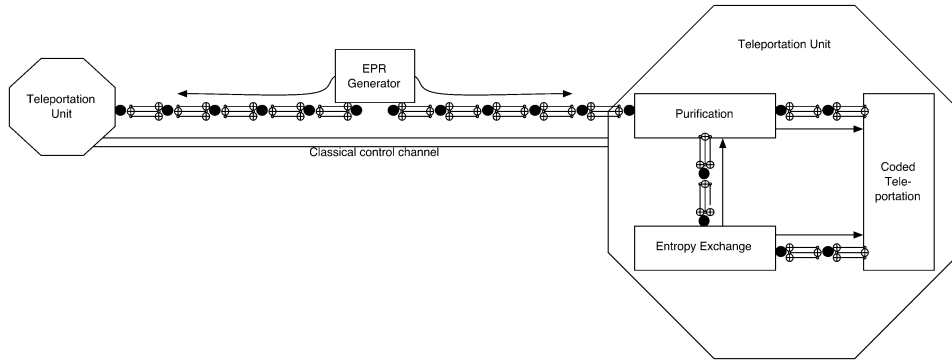 Teleportation Unit
EPR
Generator
Teleportation
Unit
Purification
Classical control channel
Coded
Tele-
portation
Entropy Exchange